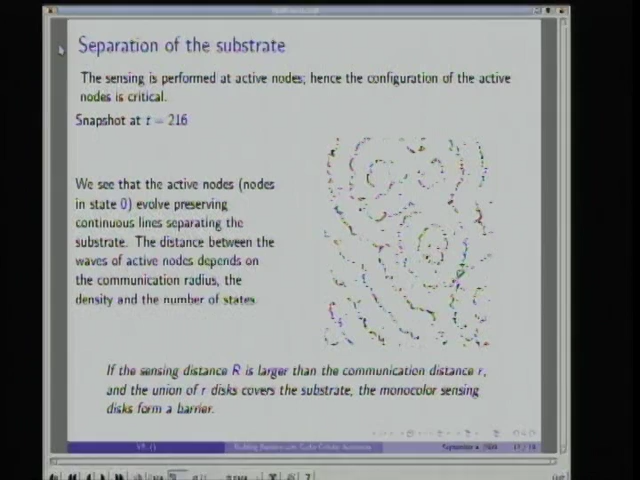 Separation of the substrate
The sensing is performed at active nodes; hence the configuration of the active
nodes is critical.
Snapshot at t = 216
We see that the active nodes (nodes
in state 0) evolve preserving
continuous lines separating the
substrate. The distance between the
waves of active nodes depends on
the communication radius, the
density and the number of states
If the sensing distance R is larger than the communication distance r,
and the union of r disks covers the substrate, the monocolor sensing
disks form a barrier.